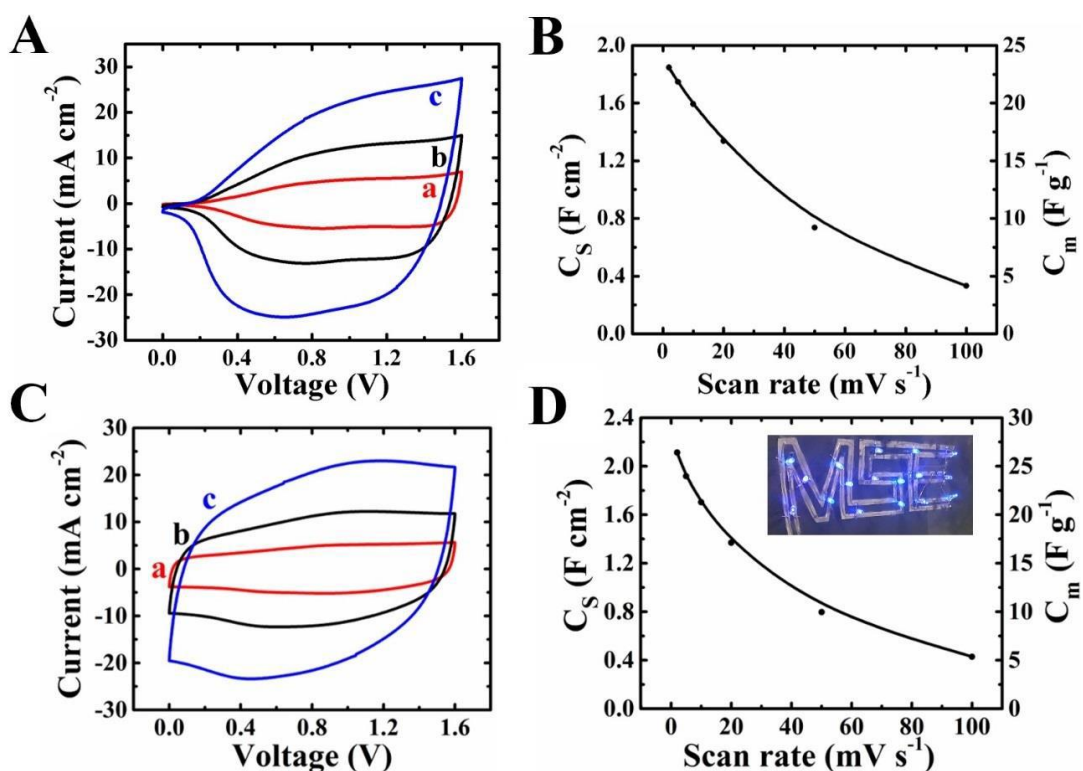 A
Current (mA cm⁻²)
30
20
10
0
-10
-20
-30
0.0 0.4 0.8 1.2 1.6
Voltage (V)
c
b
a
B
C_S (F cm⁻²)
2.0
1.6
1.2
0.8
0.4
0.0
0 20 40 60 80 100
Scan rate (mV s⁻¹)
25
20
15
10
5
0
C_m (F g⁻¹)
C
Current (mA cm⁻²)
30
20
10
0
-10
-20
-30
0.0 0.4 0.8 1.2 1.6
Voltage (V)
c
b
a
D
C_S (F cm⁻²)
2.4
2.0
1.6
1.2
0.8
0.4
0.0
0 20 40 60 80 100
Scan rate (mV s⁻¹)
30
25
20
15
10
5
0
C_m (F g⁻¹)
MSE